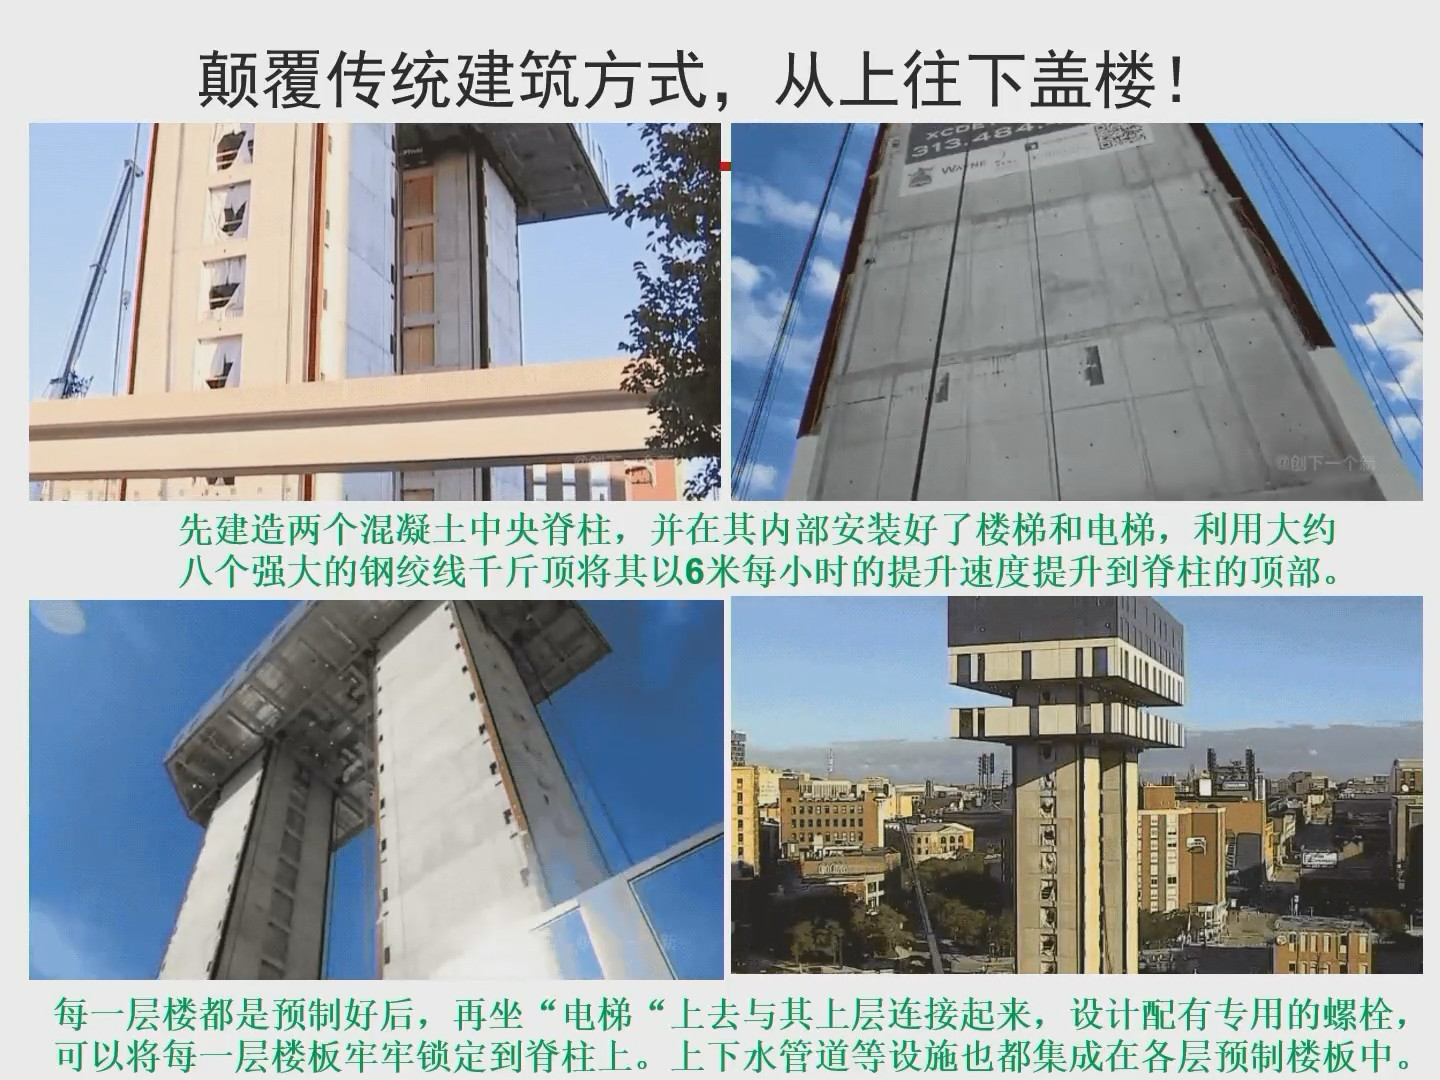 颠覆传统建筑方式，从上往下盖楼！
313.484.
WAYNE
@创下一个新
@创下一个新
先建造两个混凝土中央脊柱，并在其内部安装好了楼梯和电梯，利用大约
八个强大的钢绞线千斤顶将其以6米每小时的提升速度提升到脊柱的顶部。
每一层楼都是预制好后，再坐“电梯“上去与其上层连接起来，设计配有专用的螺栓，
可以将每一层楼板牢牢锁定到脊柱上。上下水管道等设施也都集成在各层预制楼板中。